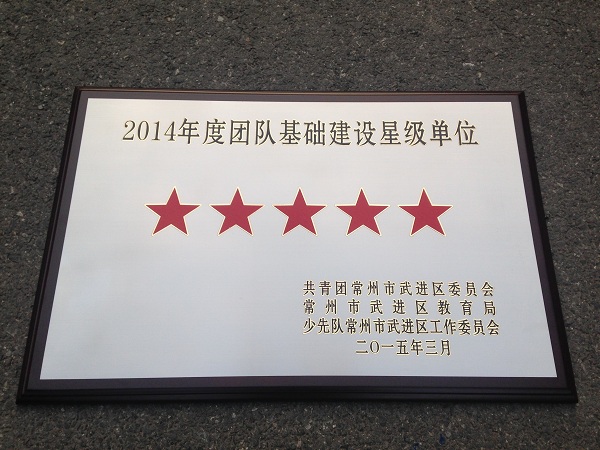 2014年度团队基础建设星级单位
共青团常州市武进区委员会
常州市武进区教育局
少先队常州市武进区工作委员会
二〇一五年三月